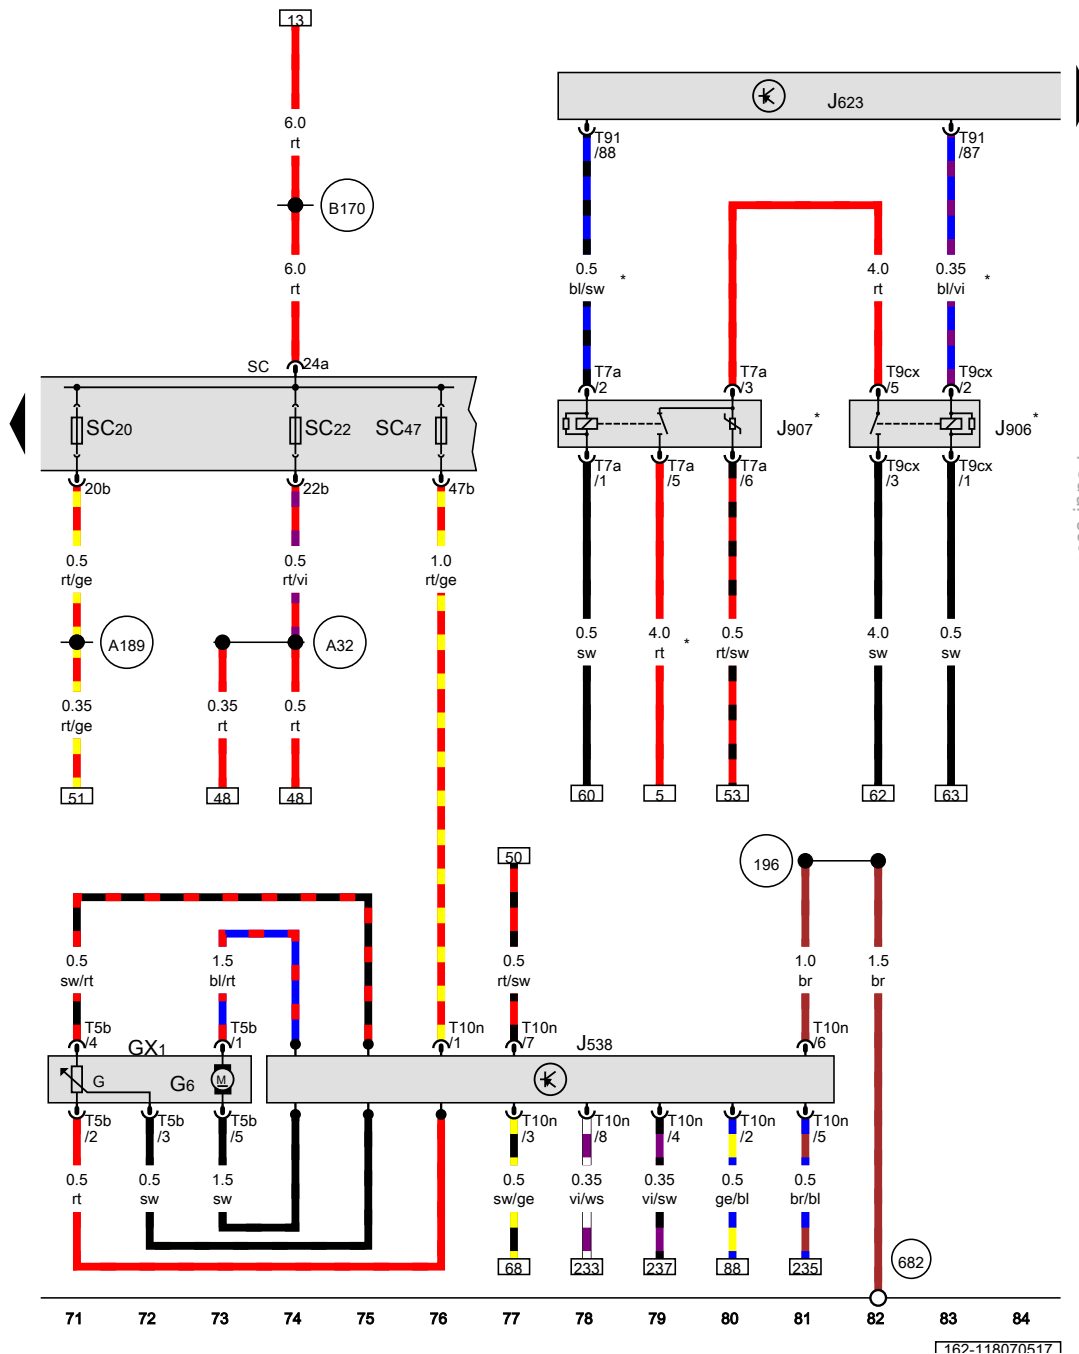 13
J623
T91
/88
T91
/87
6.0
rt
B170
6.0
rt
0.5
bl/sw *
4.0
rt
0.35
bl/vi *
SC 24a
T7a
/2
T7a
/3
T9cx
/5
T9cx
/2
SC20
SC22
SC47
J907 *
J906 *
20b
22b
47b
T7a
/1
T7a
/5
T7a
/6
T9cx
/3
T9cx
/1
0.5
rt/ge
0.5
rt/vi
1.0
rt/ge
A189
A32
0.5
sw
4.0
rt *
0.5
rt/sw
4.0
sw
0.5
sw
0.35
rt/ge
0.35
rt
0.5
rt
51
48
48
60
5
53
62
63
50
196
0.5
sw/rt
1.5
bl/rt
0.5
rt/sw
1.0
br
1.5
br
T5b
/4
T5b
/1
T10n
/1
T10n
/7
T10n
/6
GX1
J538
G
G6
M
T5b
/2
T5b
/3
T5b
/5
T10n
/3
T10n
/8
T10n
/4
T10n
/2
T10n
/5
0.5
rt
0.5
sw
1.5
sw
0.5
sw/ge
0.35
vi/ws
0.35
vi/sw
0.5
ge/bl
0.5
br/bl
68
233
237
88
235
682
71 72 73 74 75 76 77 78 79 80 81 82 83 84
162-118070517